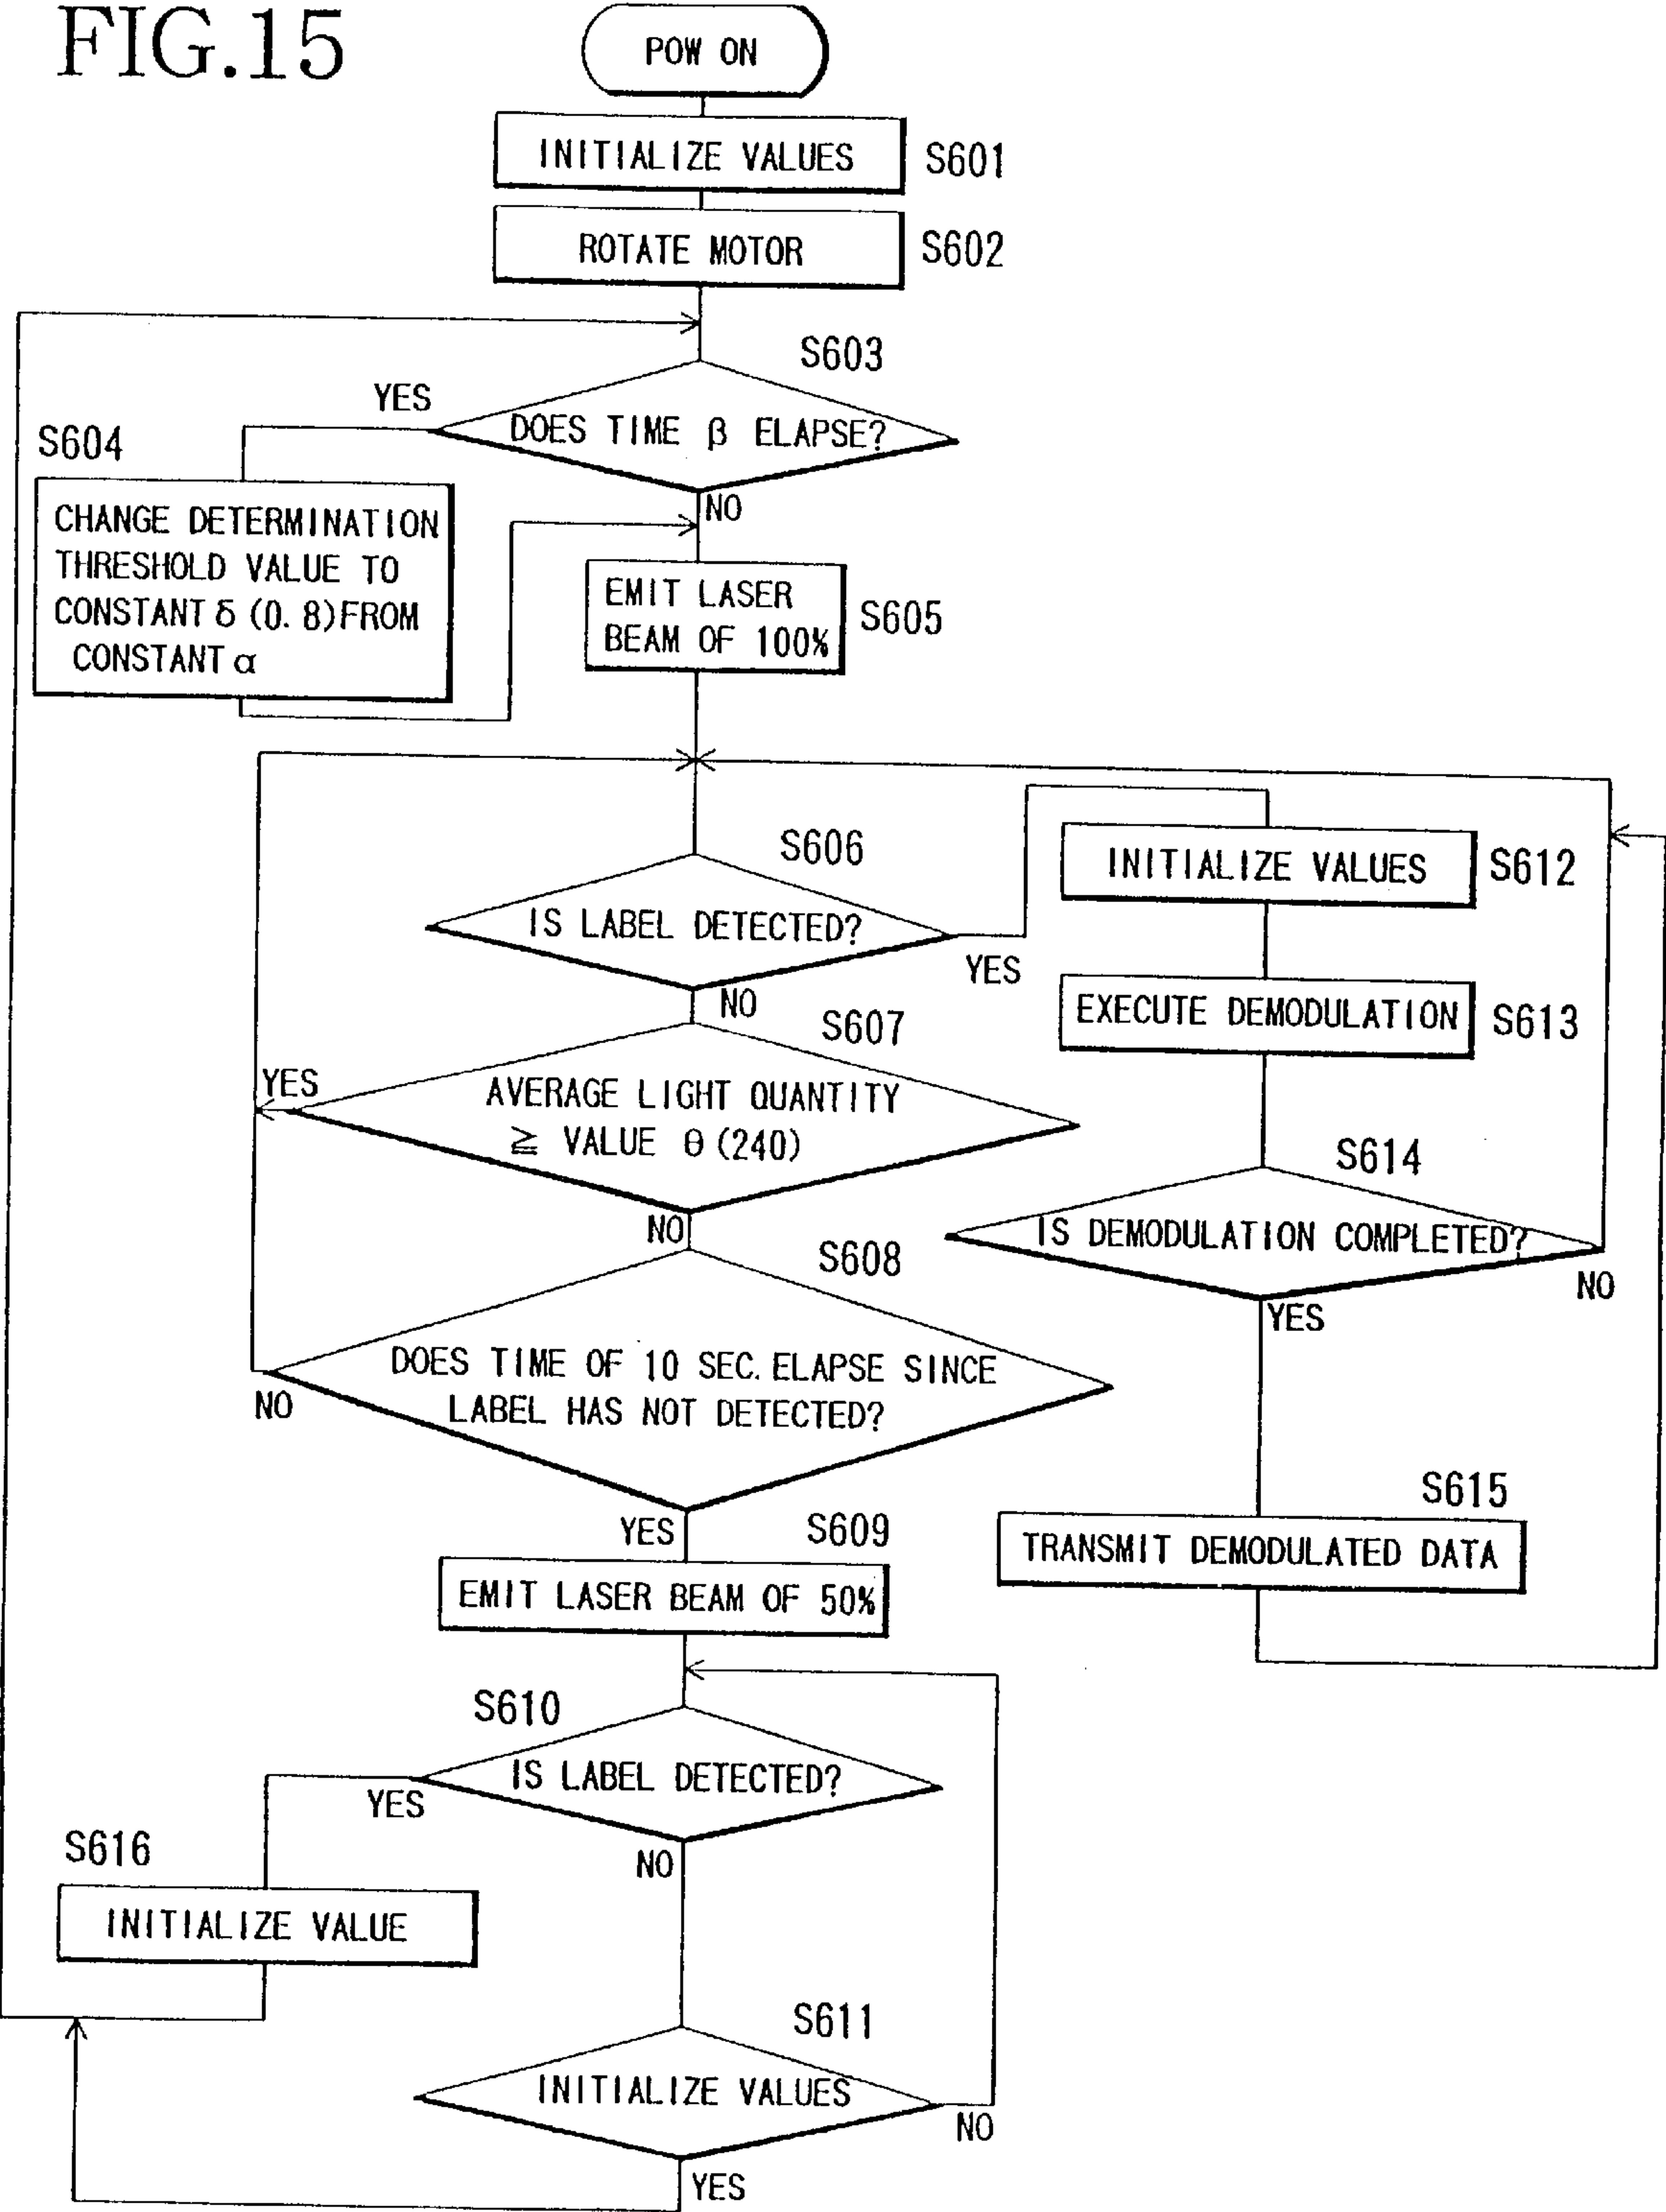 FIG.15
POW ON
INITIALIZE VALUES
S601
ROTATE MOTOR
S602
S603
YES
DOES TIME β ELAPSE?
NO
S604
CHANGE DETERMINATION
THRESHOLD VALUE TO
CONSTANT δ (0.8) FROM
CONSTANT α
EMIT LASER
BEAM OF 100%
S605
S606
IS LABEL DETECTED?
YES
NO
INITIALIZE VALUES
S612
EXECUTE DEMODULATION
S613
S607
YES
AVERAGE LIGHT QUANTITY
≧ VALUE θ (240)
NO
S614
IS DEMODULATION COMPLETED?
NO
YES
S608
DOES TIME OF 10 SEC. ELAPSE SINCE
LABEL HAS NOT DETECTED?
NO
YES
S615
TRANSMIT DEMODULATED DATA
S609
EMIT LASER BEAM OF 50%
S610
IS LABEL DETECTED?
YES
NO
S616
INITIALIZE VALUE
S611
INITIALIZE VALUES
NO
YES